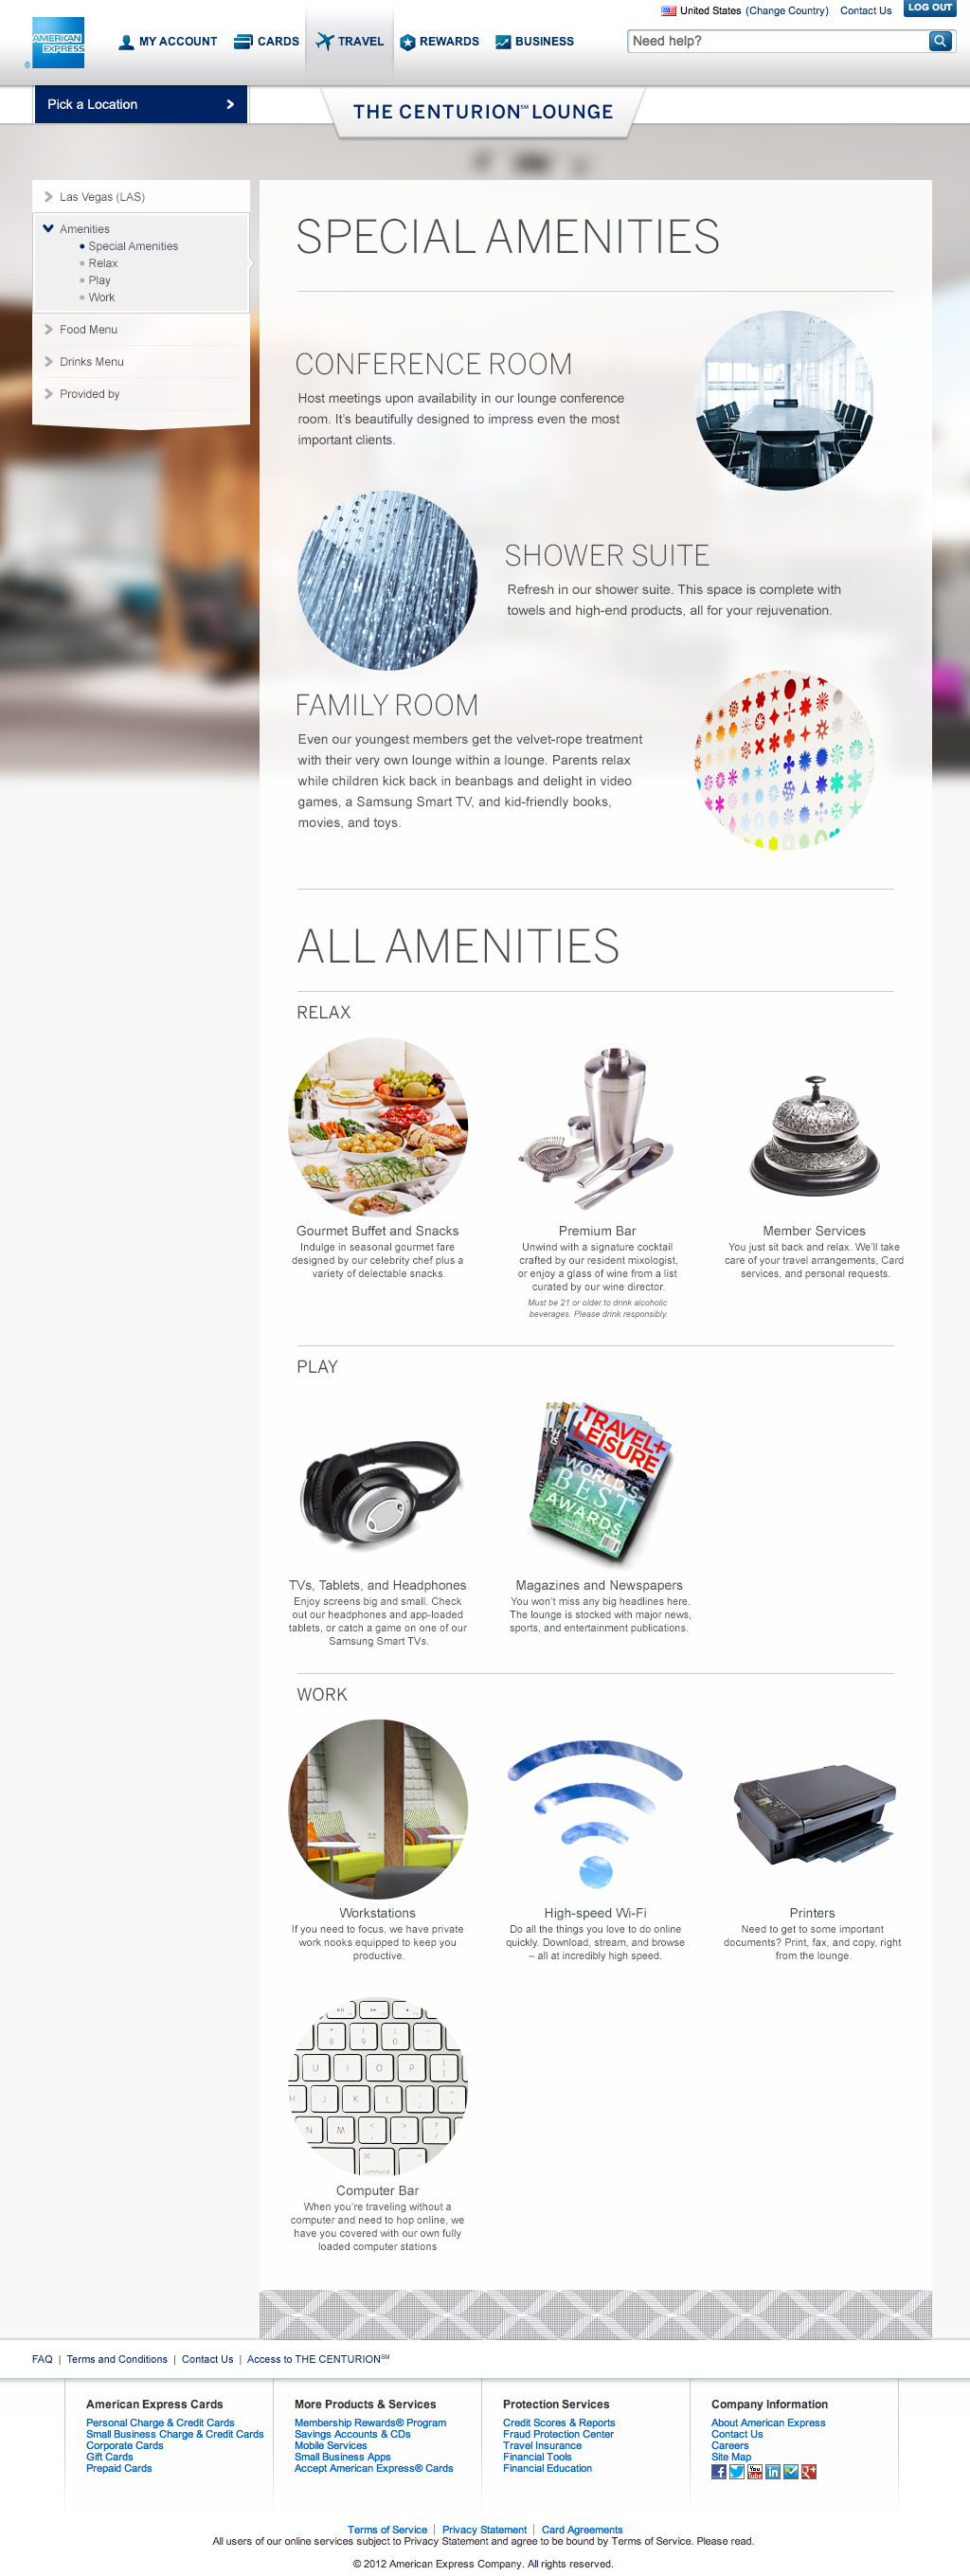 United States (Change Country) Contact Us LOG OUT
AMERICAN EXPRESS
®
MY ACCOUNT CARDS TRAVEL REWARDS BUSINESS
Need help?
Pick a Location
THE CENTURION℠ LOUNGE
Las Vegas (LAS)
Amenities
Special Amenities
Relax
Play
Work
Food Menu
Drinks Menu
Provided by
SPECIAL AMENITIES
CONFERENCE ROOM
Host meetings upon availability in our lounge conference
room. It’s beautifully designed to impress even the most
important clients.
SHOWER SUITE
Refresh in our shower suite. This space is complete with
towels and high-end products, all for your rejuvenation.
FAMILY ROOM
Even our youngest members get the velvet-rope treatment
with their very own lounge within a lounge. Parents relax
while children kick back in beanbags and delight in video
games, a Samsung Smart TV, and kid-friendly books,
movies, and toys.
ALL AMENITIES
RELAX
Gourmet Buffet and Snacks
Indulge in seasonal gourmet fare
designed by our celebrity chef plus a
variety of delectable snacks.
Premium Bar
Unwind with a signature cocktail
crafted by our resident mixologist,
or enjoy a glass of wine from a list
curated by our wine director.
Must be 21 or older to drink alcoholic
beverages. Please drink responsibly.
Member Services
You just sit back and relax. We’ll take
care of your travel arrangements, Card
services, and personal requests.
PLAY
TRAVEL+
LEISURE
WORLD'S
BEST
AWARDS
TVs, Tablets, and Headphones
Enjoy screens big and small. Check
out our headphones and app-loaded
tablets, or catch a game on one of our
Samsung Smart TVs.
Magazines and Newspapers
You won’t miss any big headlines here.
The lounge is stocked with major news,
sports, and entertainment publications.
WORK
Workstations
If you need to focus, we have private
work nooks equipped to keep you
productive.
High-speed Wi-Fi
Do all the things you love to do online
quickly. Download, stream, and browse
– all at incredibly high speed.
Printers
Need to get to some important
documents? Print, fax, and copy, right
from the lounge.
8 9 0
U I O P
H J K L
N M
command
Computer Bar
When you’re traveling without a
computer and need to hop online, we
have you covered with our own fully
loaded computer stations
FAQ | Terms and Conditions | Contact Us | Access to THE CENTURION℠
American Express Cards
Personal Charge & Credit Cards
Small Business Charge & Credit Cards
Corporate Cards
Gift Cards
Prepaid Cards
More Products & Services
Membership Rewards® Program
Savings Accounts & CDs
Mobile Services
Small Business Apps
Accept American Express® Cards
Protection Services
Credit Scores & Reports
Fraud Protection Center
Travel Insurance
Financial Tools
Financial Education
Company Information
About American Express
Contact Us
Careers
Site Map
Terms of Service | Privacy Statement | Card Agreements
All users of our online services subject to Privacy Statement and agree to be bound by Terms of Service. Please read.
© 2012 American Express Company. All rights reserved.